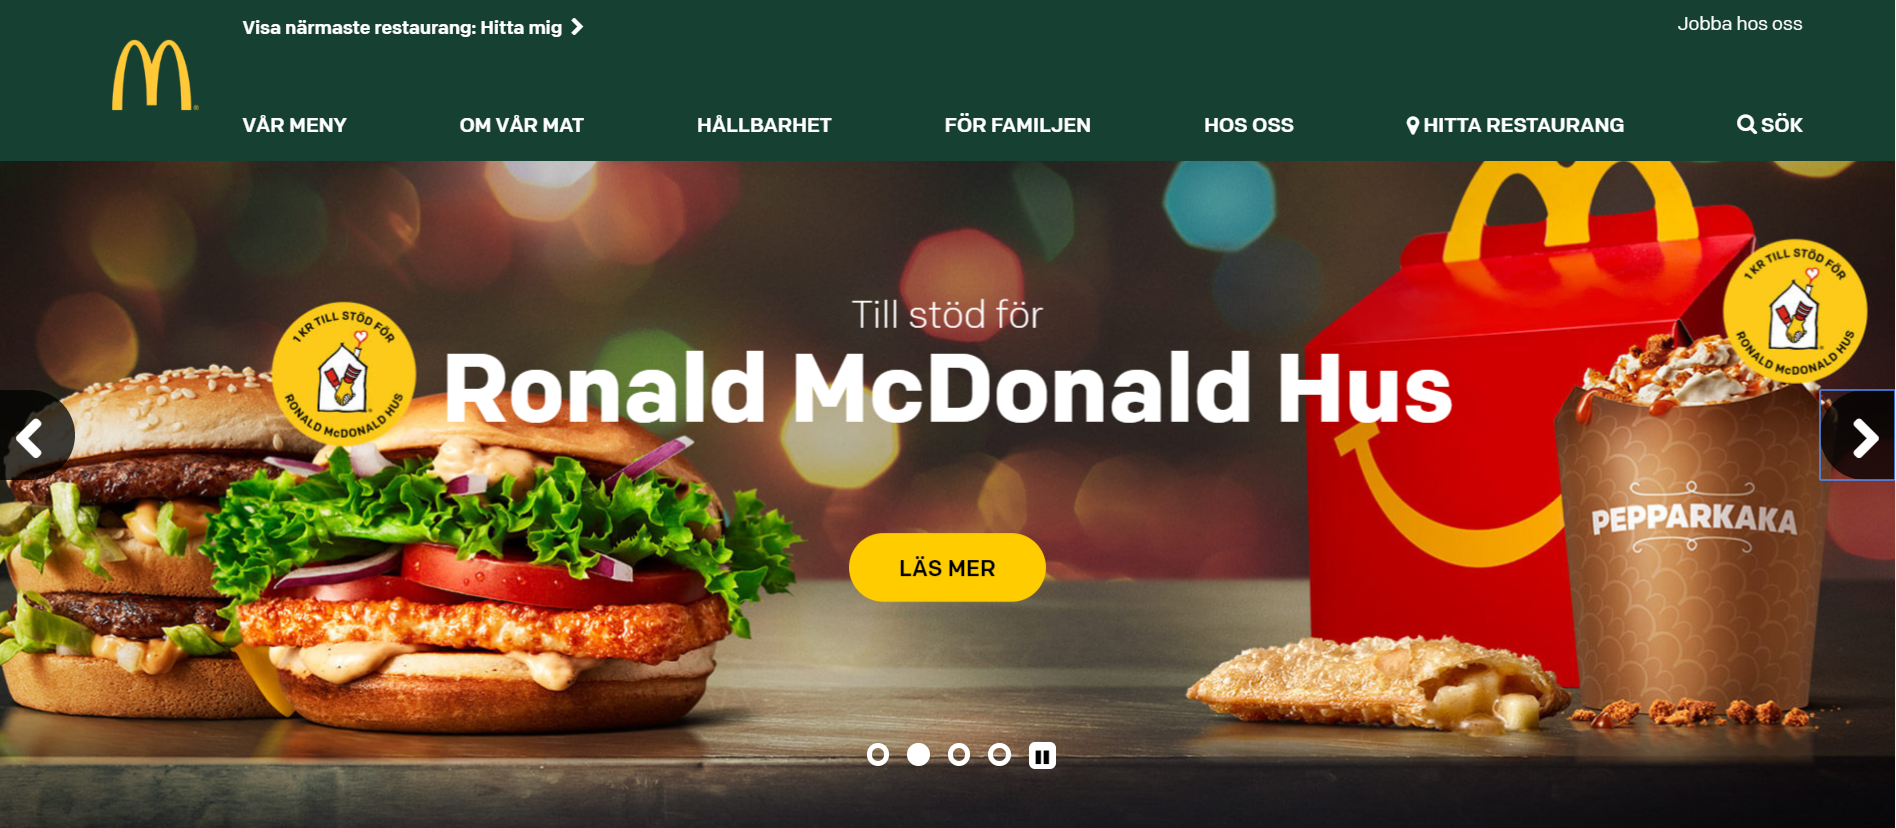 Visa närmaste restaurang: Hitta mig
Jobba hos oss
VÅR MENY
OM VÅR MAT
HÅLLBARHET
FÖR FAMILJEN
HOS OSS
HITTA RESTAURANG
SÖK
1 KR TILL STÖD FÖR
RONALD McDONALD HUS
Till stöd för
Ronald McDonald Hus
1 KR TILL STÖD FÖR
RONALD McDONALD HUS
PEPPARKAKA
LÄS MER